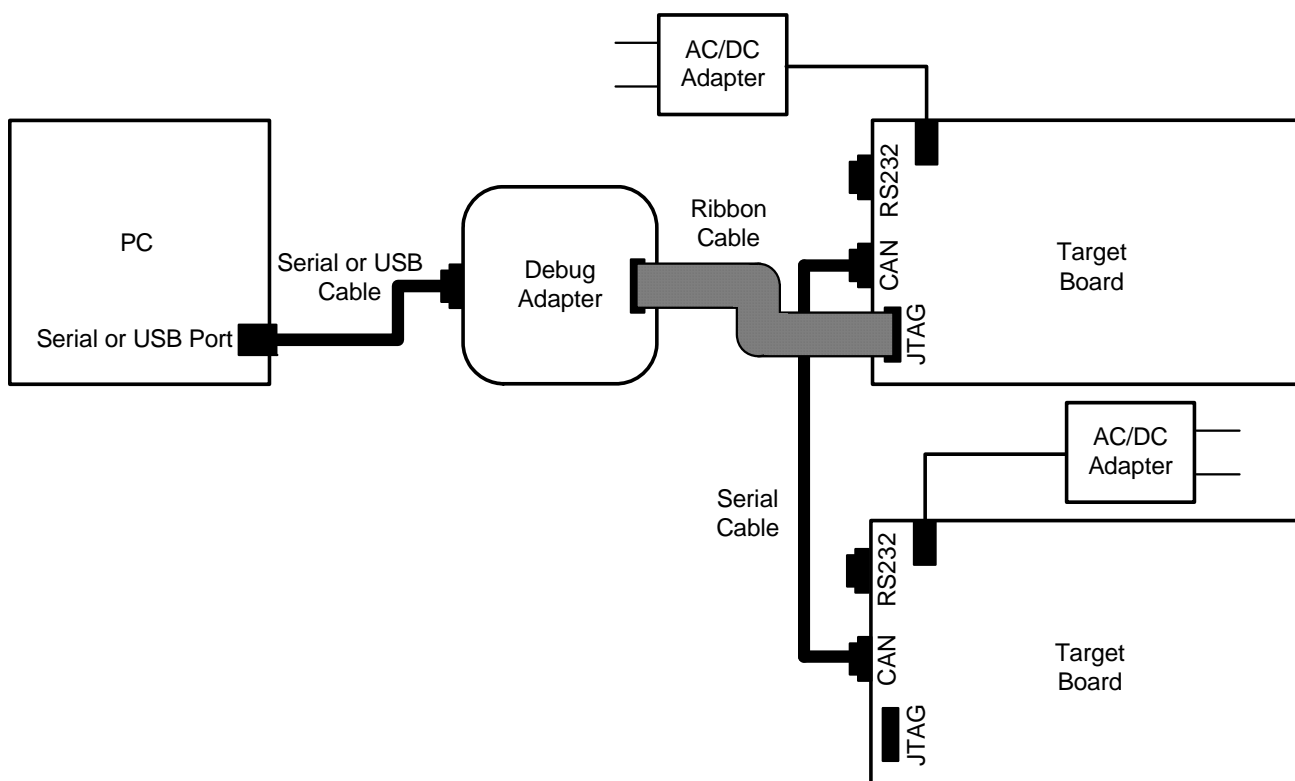 AC/DC
Adapter
PC
Serial or USB
Cable
Serial or USB Port
Debug
Adapter
Ribbon
Cable
RS232
CAN
JTAG
Target
Board
AC/DC
Adapter
Serial
Cable
RS232
CAN
JTAG
Target
Board